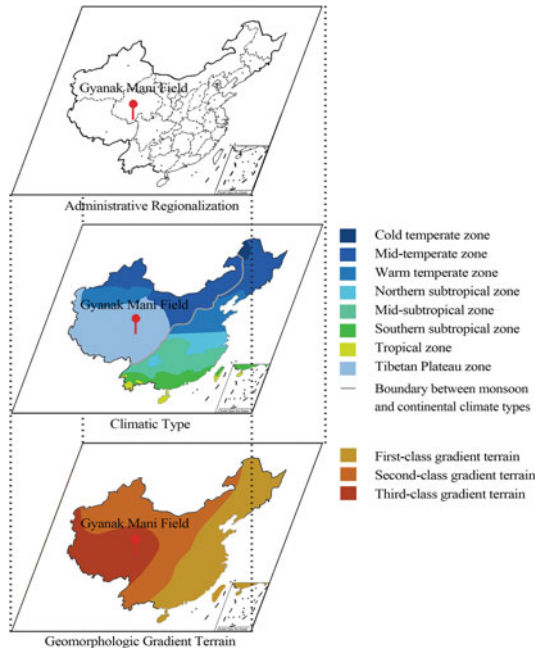 Gyanak Mani Field
Administrative Regionalization
Gyanak Mani Field
Climatic Type
Cold temperate zone
Mid-temperate zone
Warm temperate zone
Northern subtropical zone
Mid-subtropical zone
Southern subtropical zone
Tropical zone
Tibetan Plateau zone
Boundary between monsoon
and continental climate types
Gyanak Mani Field
Geomorphologic Gradient Terrain
First-class gradient terrain
Second-class gradient terrain
Third-class gradient terrain